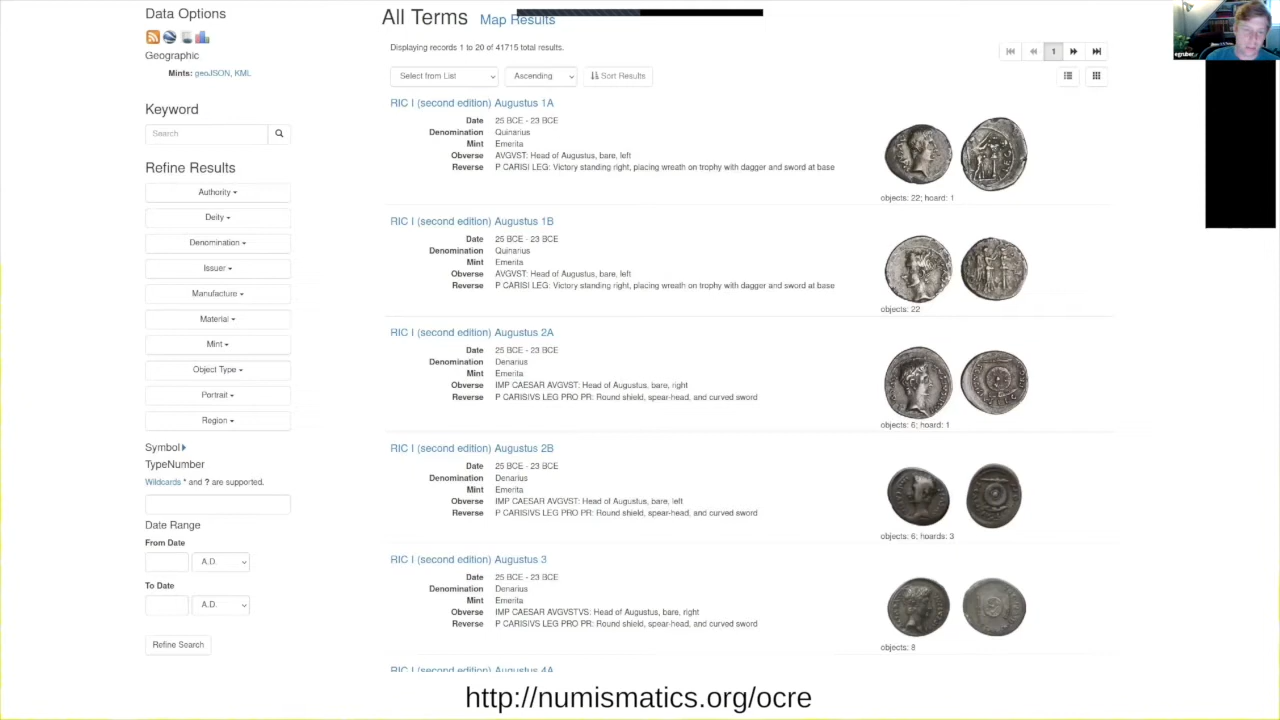 Data Options
Geographic
Mints: geoJSON, KML
Keyword
Search
Refine Results
Authority
Deity
Denomination
Issuer
Manufacture
Material
Mint
Object Type
Portrait
Region
Symbol
TypeNumber
Wildcards * and ? are supported.
Date Range
From Date
A.D.
To Date
A.D.
Refine Search
All Terms Map Results
Displaying records 1 to 20 of 41715 total results.
1
Select from List Ascending Sort Results
RIC I (second edition) Augustus 1A
Date 25 BCE - 23 BCE
Denomination Quinarius
Mint Emerita
Obverse AVGVST: Head of Augustus, bare, left
Reverse P CARISI LEG: Victory standing right, placing wreath on trophy with dagger and sword at base
objects: 22; hoard: 1
RIC I (second edition) Augustus 1B
Date 25 BCE - 23 BCE
Denomination Quinarius
Mint Emerita
Obverse AVGVST: Head of Augustus, bare, left
Reverse P CARISI LEG: Victory standing right, placing wreath on trophy with dagger and sword at base
objects: 22
RIC I (second edition) Augustus 2A
Date 25 BCE - 23 BCE
Denomination Denarius
Mint Emerita
Obverse IMP CAESAR AVGVST: Head of Augustus, bare, right
Reverse P CARISIVS LEG PRO PR: Round shield, spear-head, and curved sword
objects: 6; hoard: 1
RIC I (second edition) Augustus 2B
Date 25 BCE - 23 BCE
Denomination Denarius
Mint Emerita
Obverse IMP CAESAR AVGVST: Head of Augustus, bare, left
Reverse P CARISIVS LEG PRO PR: Round shield, spear-head, and curved sword
objects: 6; hoards: 3
RIC I (second edition) Augustus 3
Date 25 BCE - 23 BCE
Denomination Denarius
Mint Emerita
Obverse IMP CAESAR AVGVSTVS: Head of Augustus, bare, right
Reverse P CARISIVS LEG PRO PR: Round shield, spear-head, and curved sword
objects: 8
RIC I (second edition) Augustus 4A
http://numismatics.org/ocre
egruber